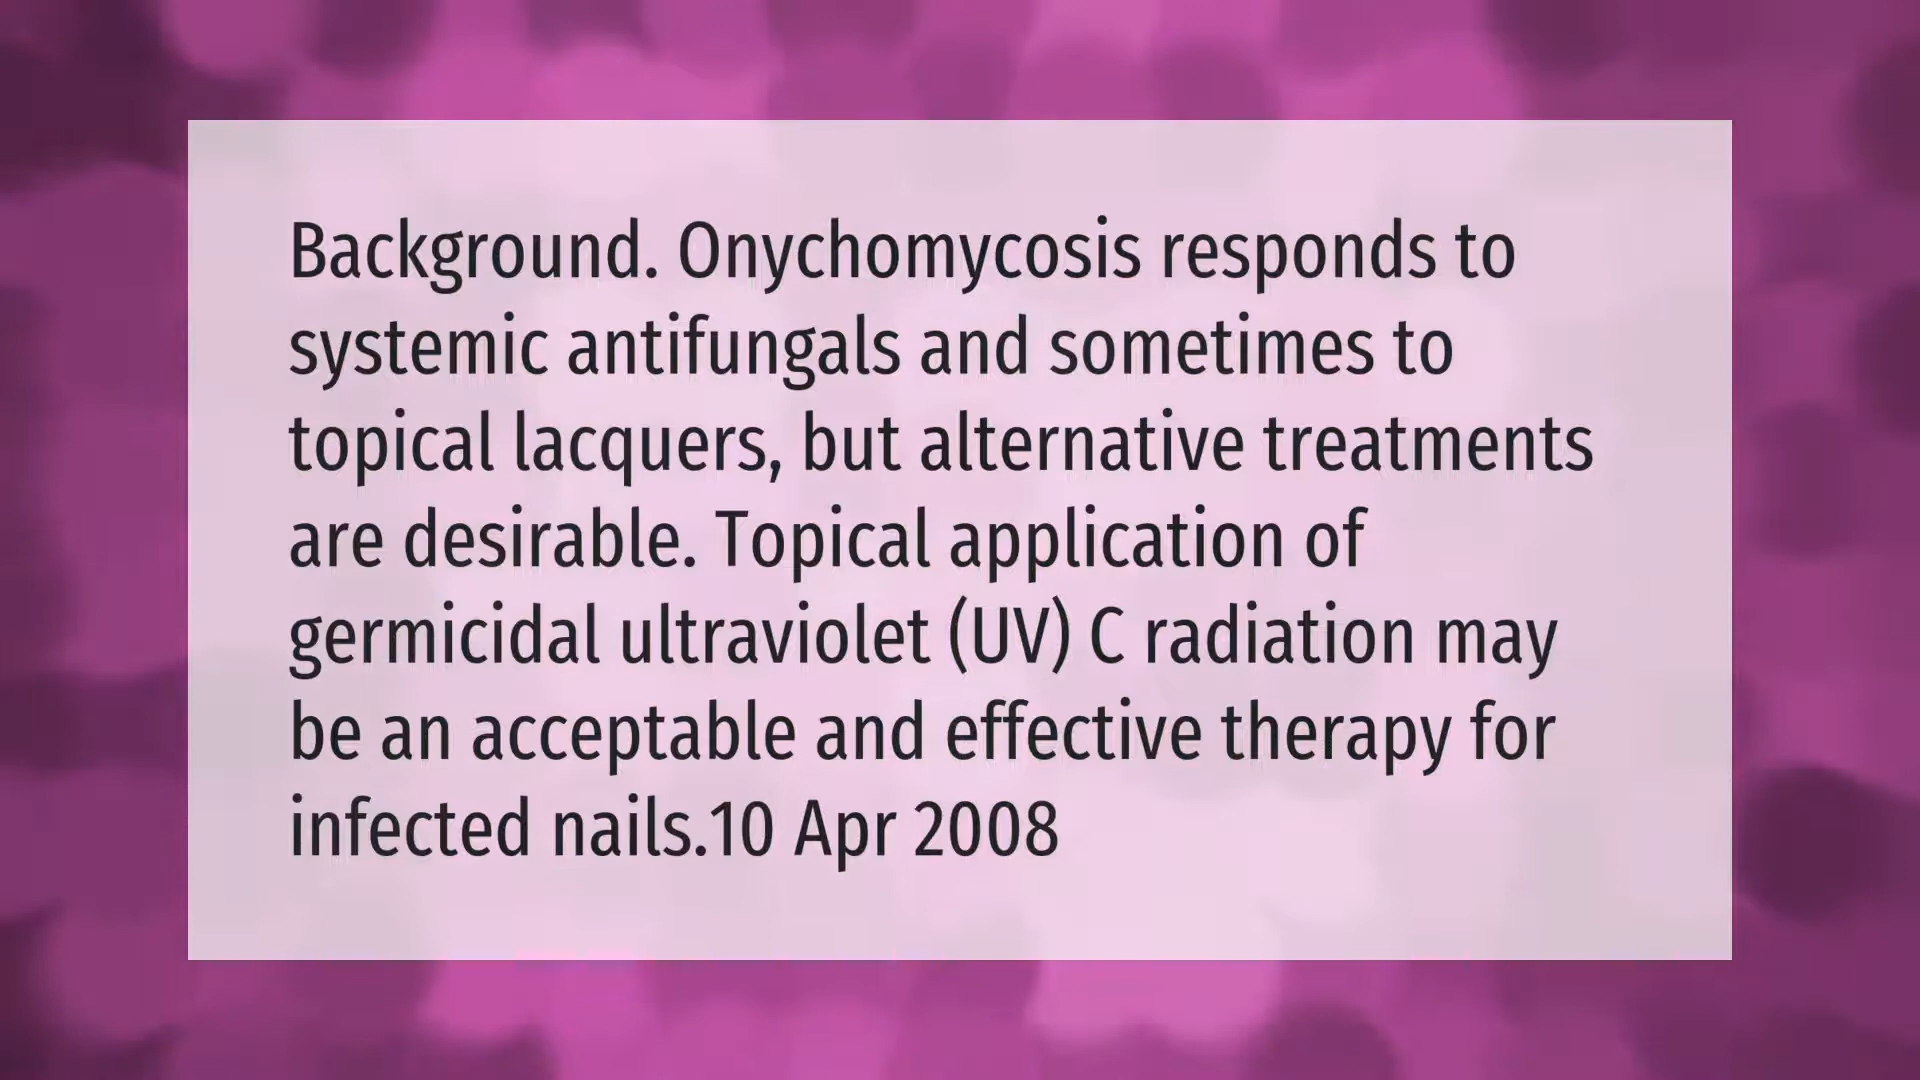 Background. Onychomycosis responds to
systemic antifungals and sometimes to
topical lacquers, but alternative treatments
are desirable. Topical application of
germicidal ultraviolet (UV) C radiation may
be an acceptable and effective therapy for
infected nails.10 Apr 2008